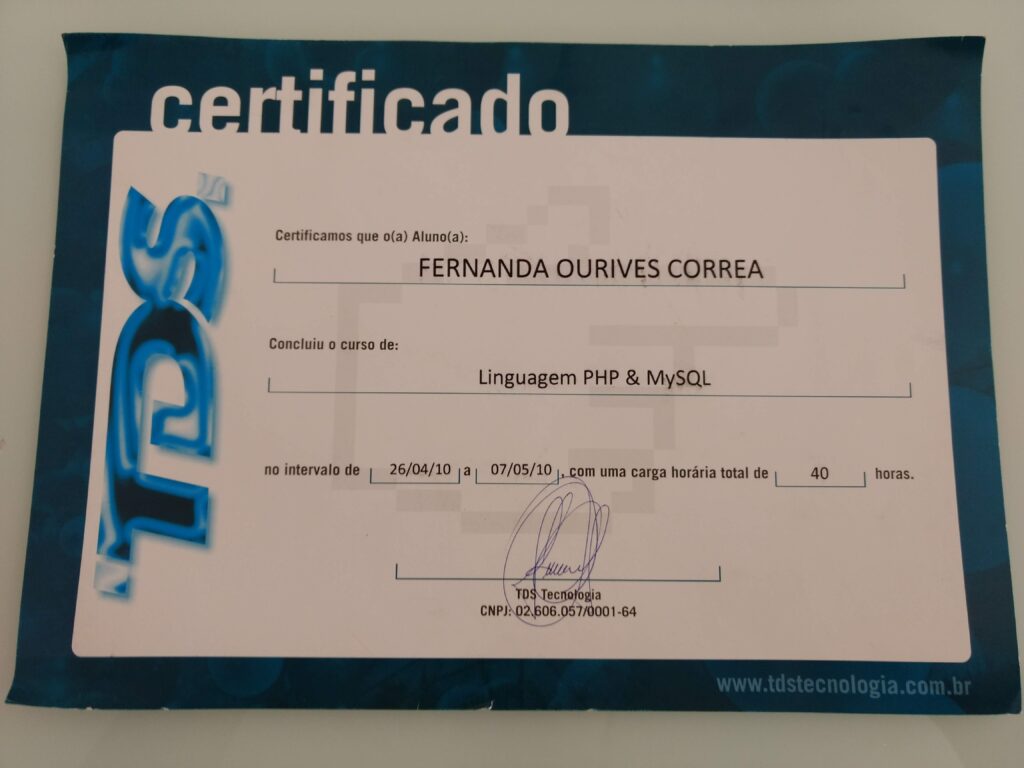 certificado
TDS
Certificamos que o(a) Aluno(a):
FERNANDA OURIVES CORREA
Concluiu o curso de:
Linguagem PHP & MySQL
no intervalo de 26/04/10 a 07/05/10, com uma carga horária total de 40 horas.
TDS Tecnologia
CNPJ: 02.606.057/0001-64
www.tdstecnologia.com.br